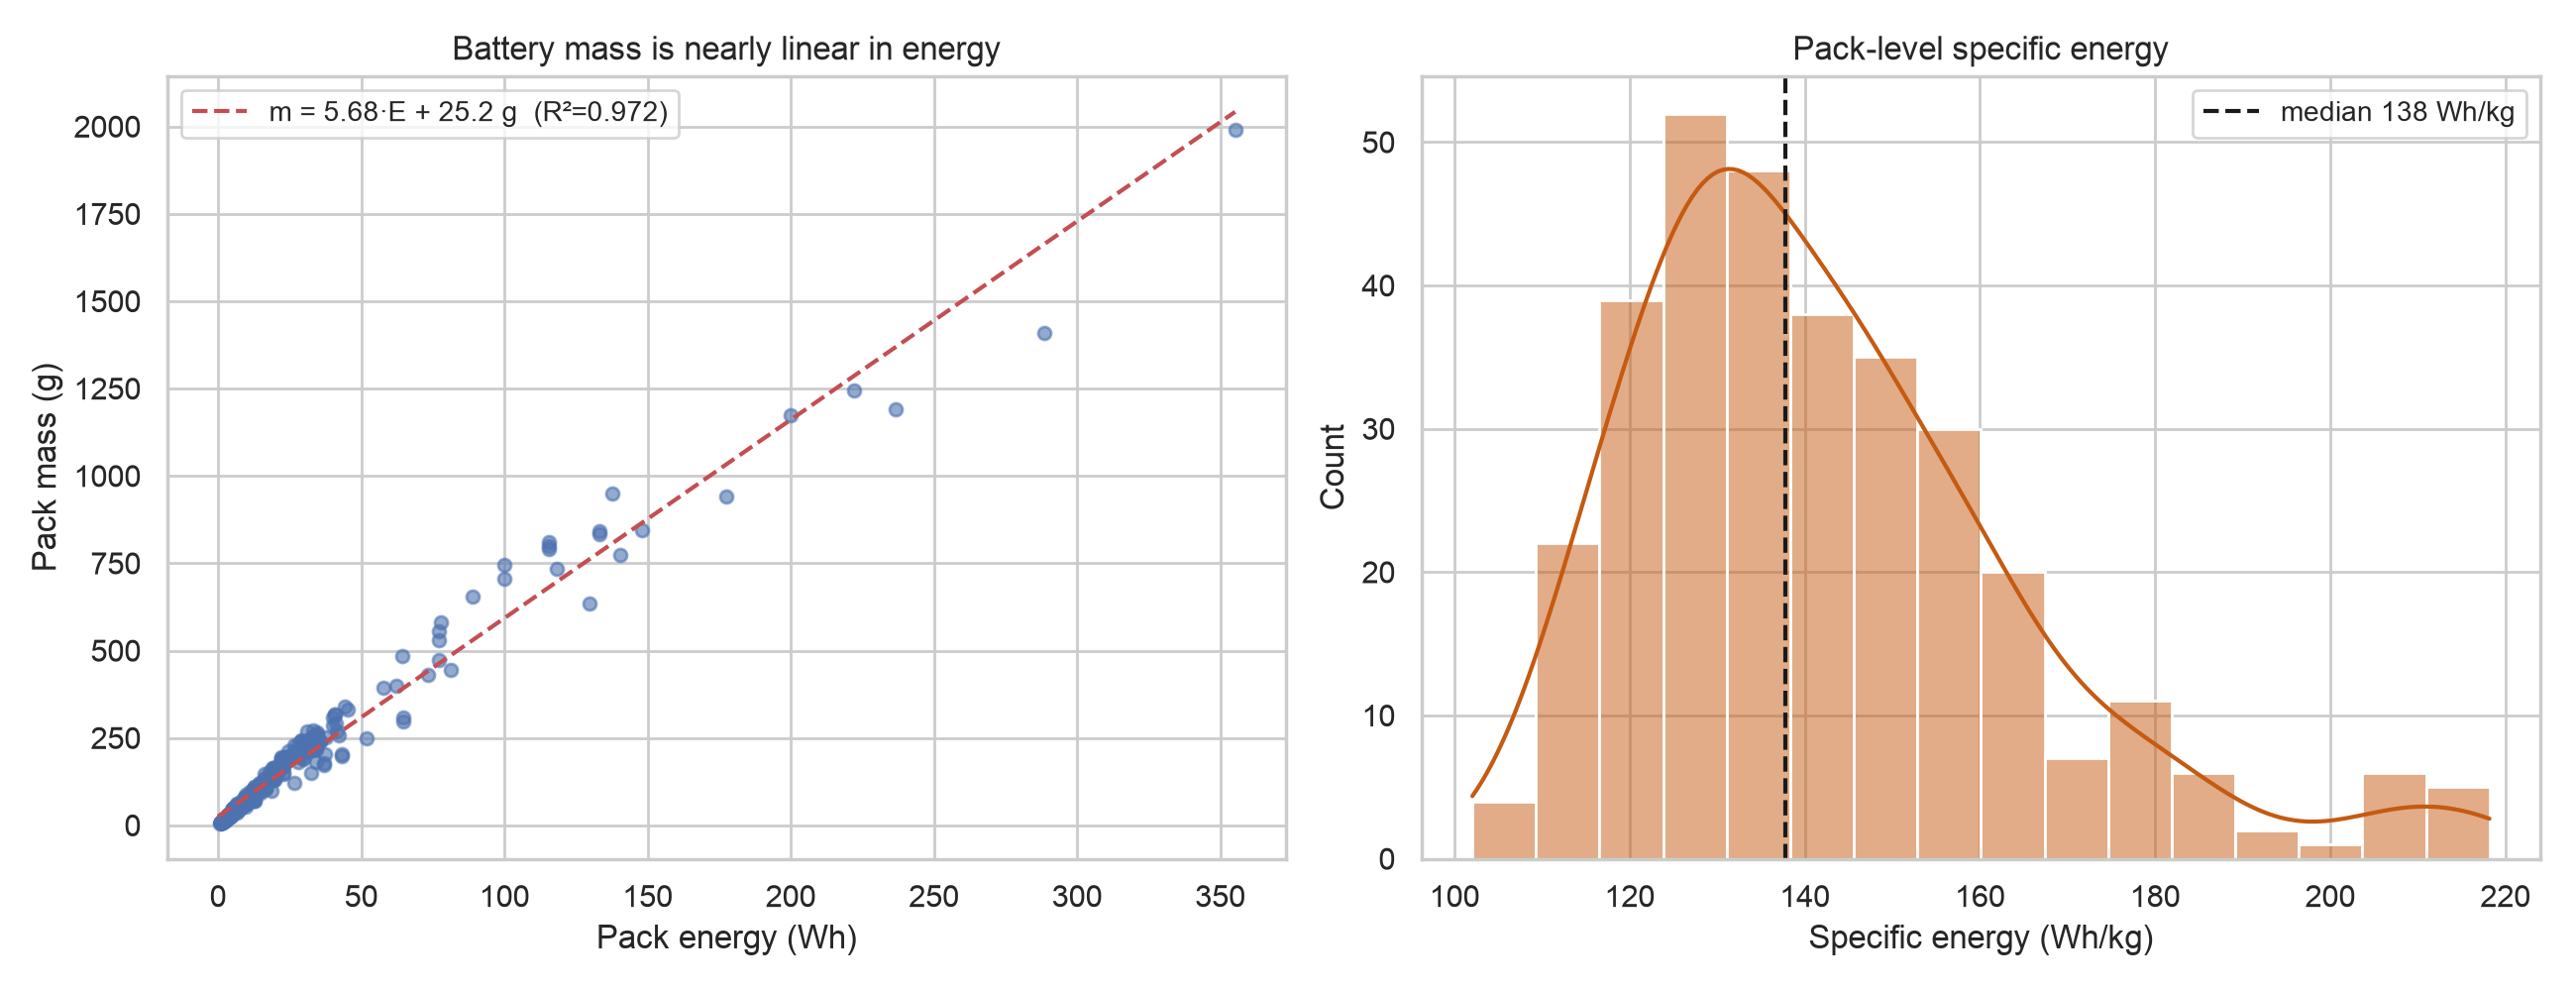 Battery mass is nearly linear in energy
m = 5.68·E + 25.2 g  (R²=0.972)
2000
1750
1500
1250
1000
750
500
250
0
Pack mass (g)
0 50 100 150 200 250 300 350
Pack energy (Wh)
Pack-level specific energy
median 138 Wh/kg
50
40
30
20
10
0
Count
100 120 140 160 180 200 220
Specific energy (Wh/kg)